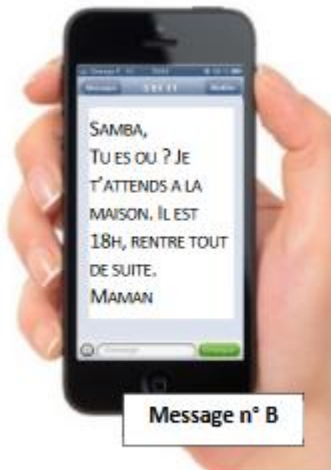 SAMBA,
TU ES OU ? JE
T'ATTENDS A LA
MAISON. IL EST
18H, RENTRE TOUT
DE SUITE.
MAMAN
Message n° B